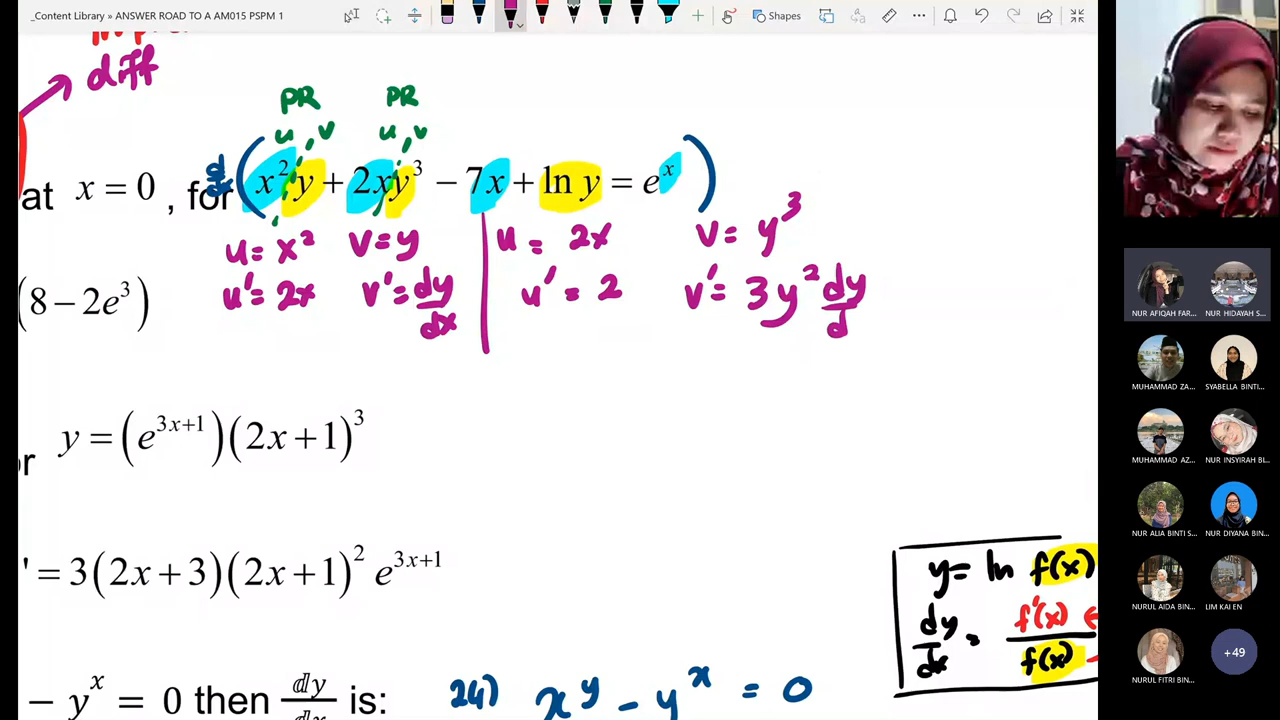 _Content Library » ANSWER ROAD TO A AM015 PSPM 1
Shapes
diff
PR PR
u, v u, v
at x = 0 , for d/dx ( x²y + 2xy³ − 7x + ln y = eˣ )
u = x² v = y u = 2x v = y³
u' = 2x v' = dy/dx u' = 2 v' = 3y² dy/d
(8 − 2e³)
y = (e^{3x+1})(2x+1)³
' = 3(2x+3)(2x+1)² e^{3x+1}
y = ln f(x)
dy/dx = f'(x)/f(x)
− yˣ = 0 then dy/dx is:
24) xʸ − yˣ = 0
NUR AFIQAH FAR... NUR HIDAYAH S...
MUHAMMAD ZA... SYABELLA BINTI...
MUHAMMAD AZ... NUR INSYIRAH BI...
NUR ALIA BINTI S... NUR DIYANA BIN...
NURUL AIDA BIN... LIM KAI EN
NURUL FITRI BIN... +49